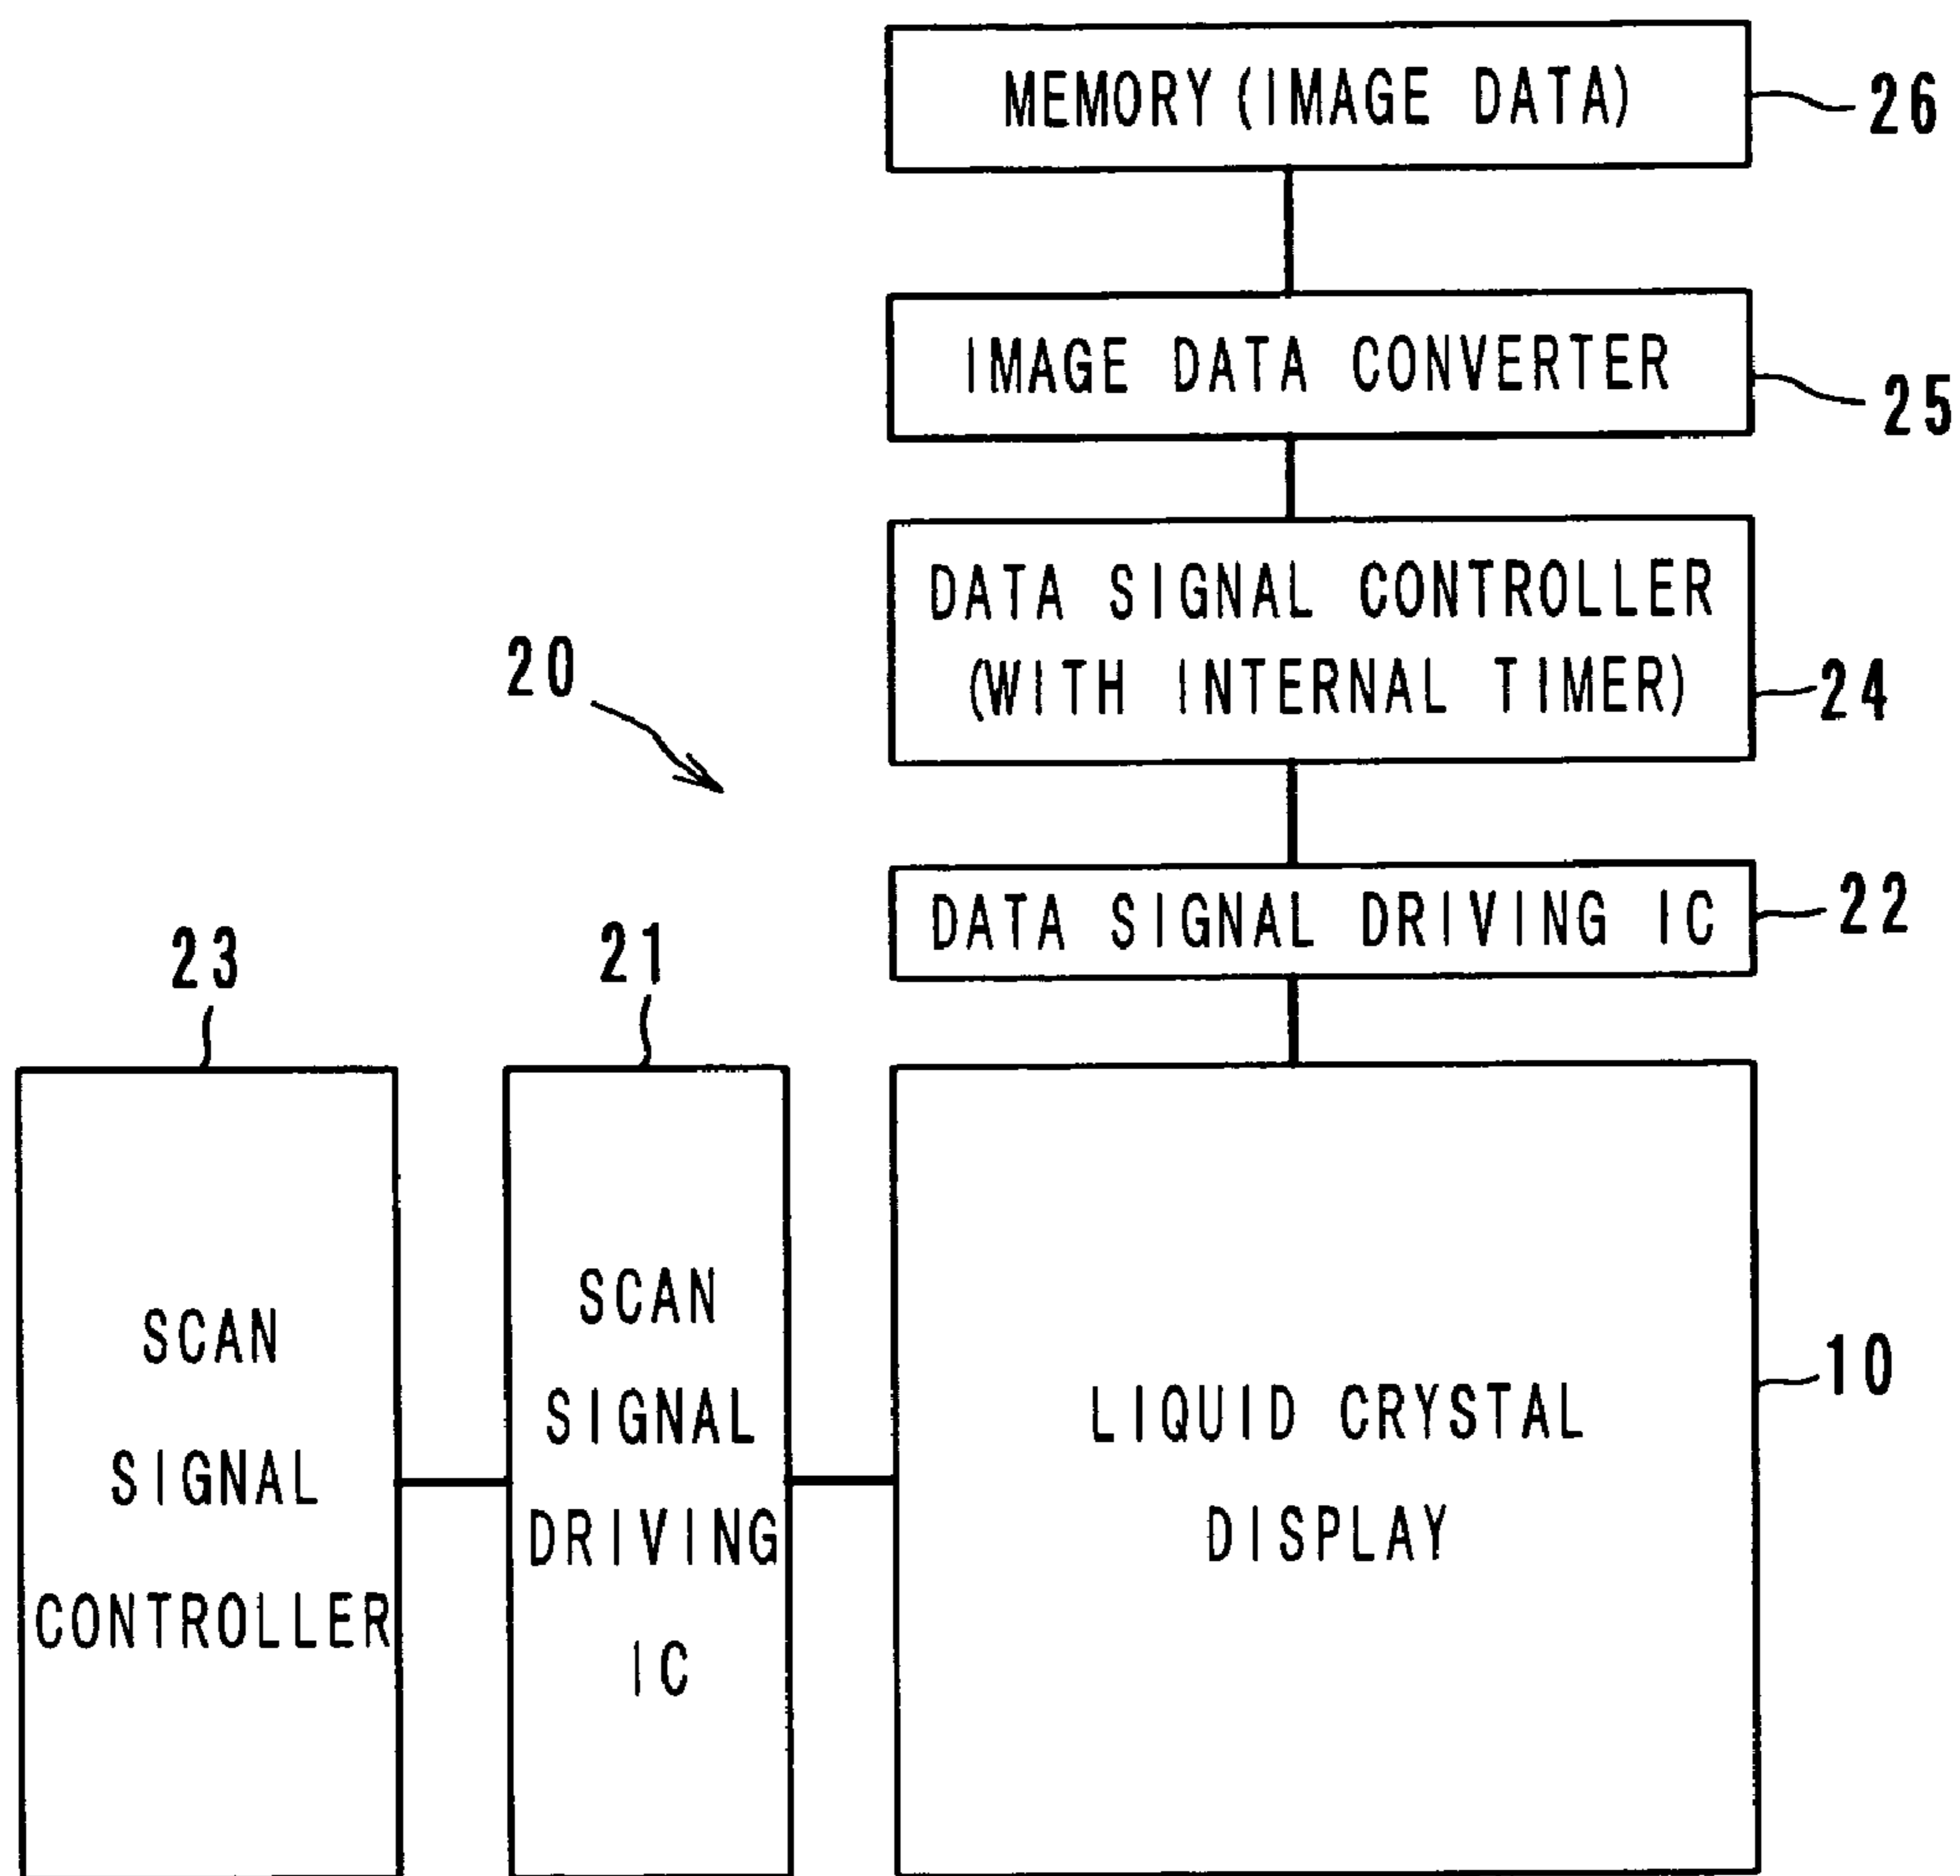 MEMORY(IMAGE DATA)
26
IMAGE DATA CONVERTER
25
DATA SIGNAL CONTROLLER
(WITH INTERNAL TIMER)
24
20
DATA SIGNAL DRIVING IC
22
23
21
SCAN
SIGNAL
CONTROLLER
SCAN
SIGNAL
DRIVING
IC
LIQUID CRYSTAL
DISPLAY
10